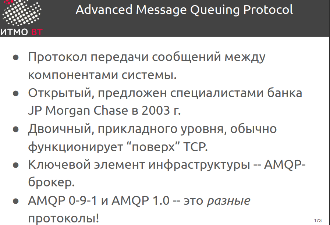 Advanced Message Queuing Protocol
ИТМО ВТ
● Протокол передачи сообщений между
компонентами системы.
● Открытый, предложен специалистами банка
JP Morgan Chase в 2003 г.
● Двоичный, прикладного уровня, обычно
функционирует “поверх” TCP.
● Ключевой элемент инфраструктуры -- AMQP-
брокер.
● AMQP 0-9-1 и AMQP 1.0 -- это разные
протоколы!